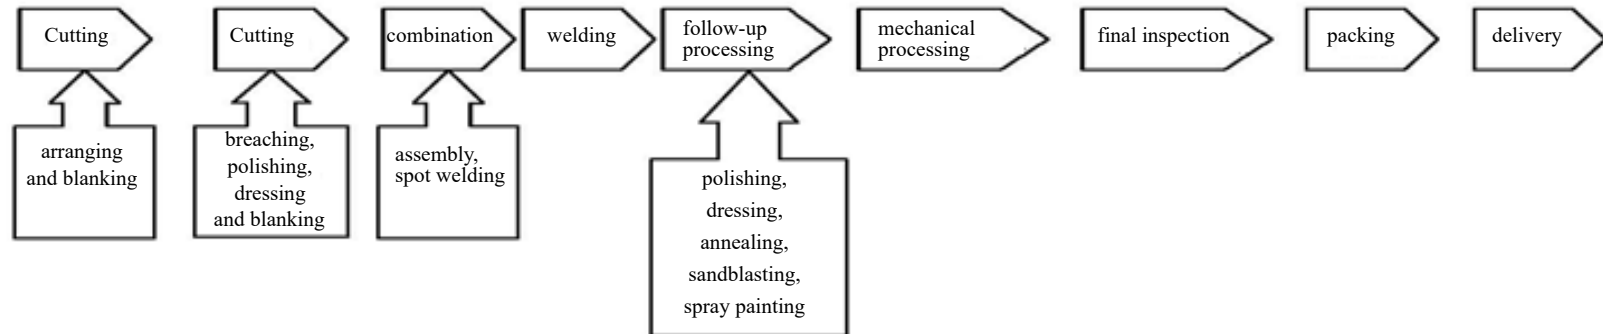 Cutting
Cutting
combination
welding
follow-up
processing
mechanical
processing
final inspection
packing
delivery
arranging
and blanking
breaching,
polishing,
dressing
and blanking
assembly,
spot welding
polishing,
dressing,
annealing,
sandblasting,
spray painting